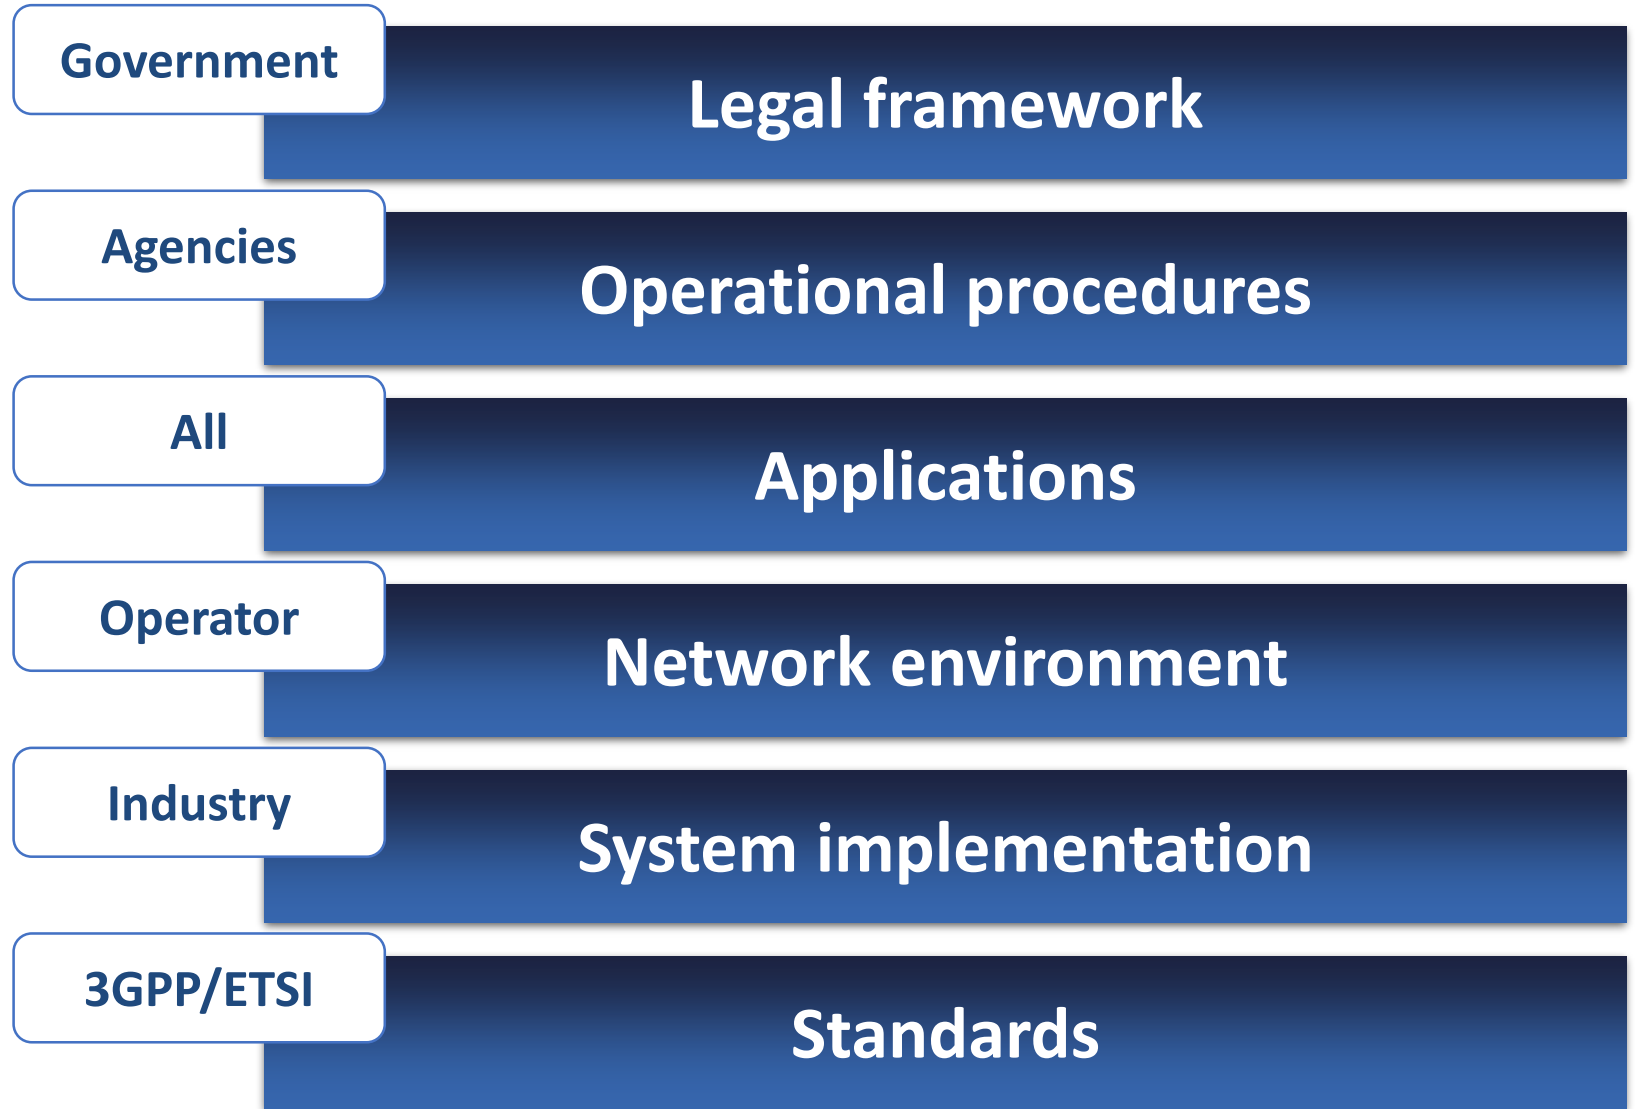 Government
Legal framework
Agencies
Operational procedures
All
Applications
Operator
Network environment
Industry
System implementation
3GPP/ETSI
Standards